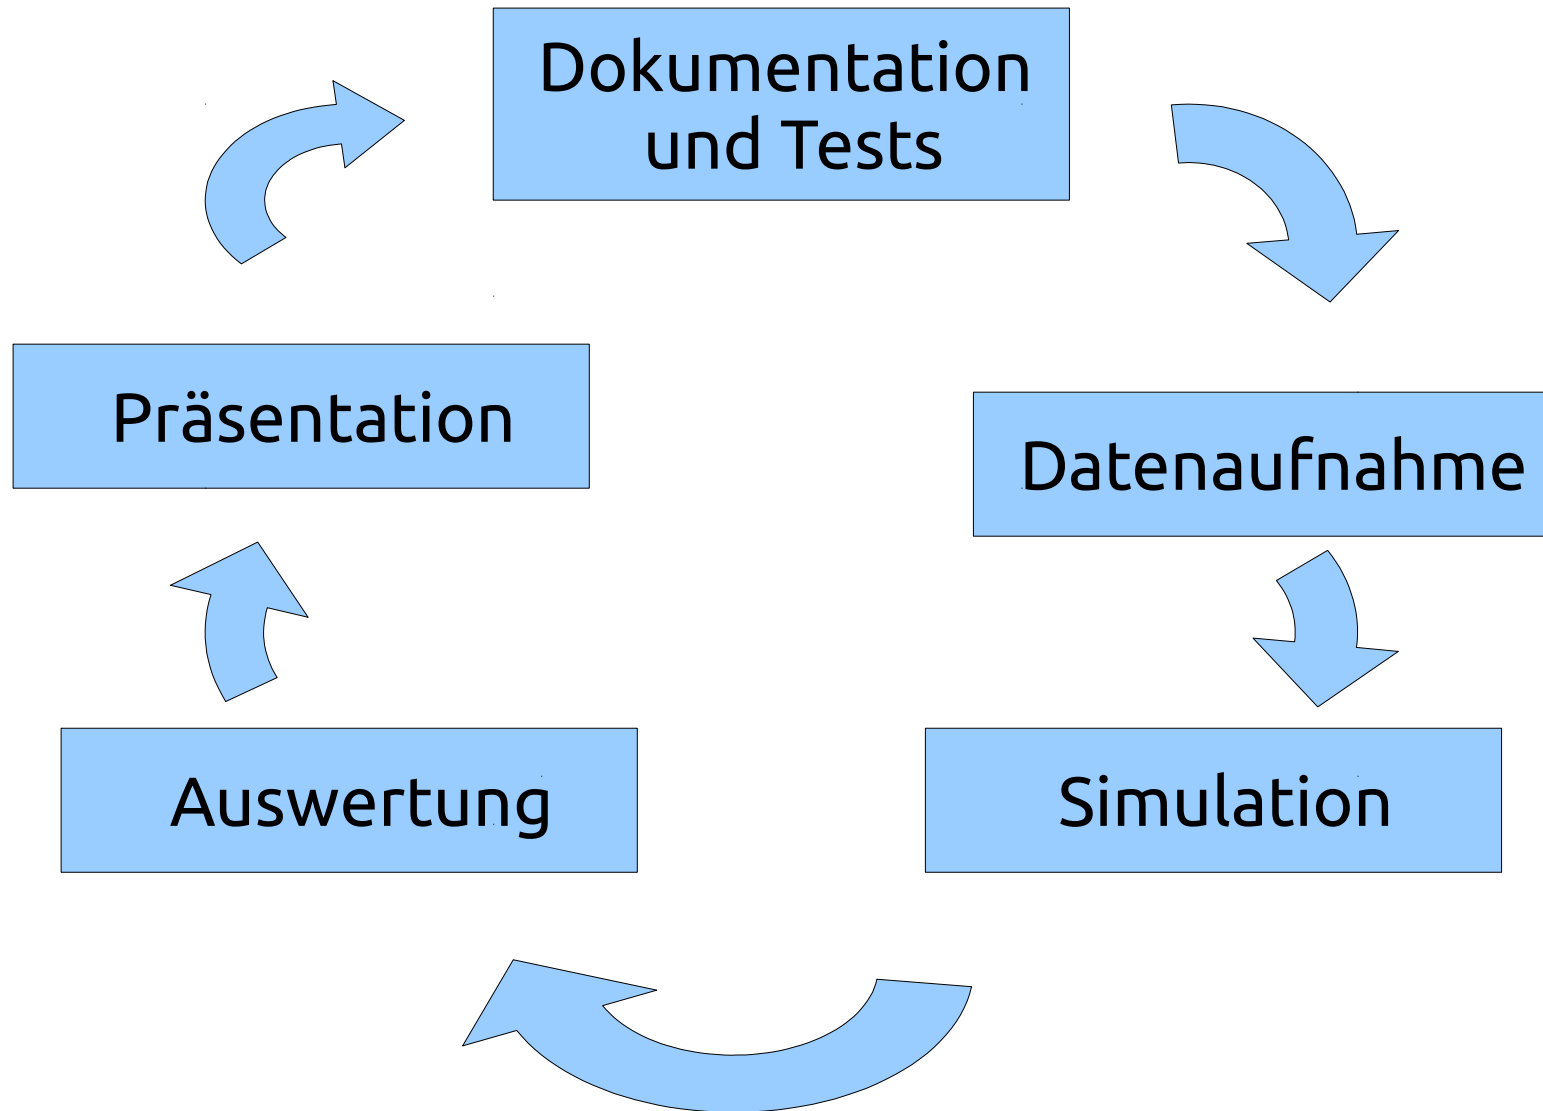 Dokumentation
und Tests
Präsentation
Datenaufnahme
Auswertung
Simulation